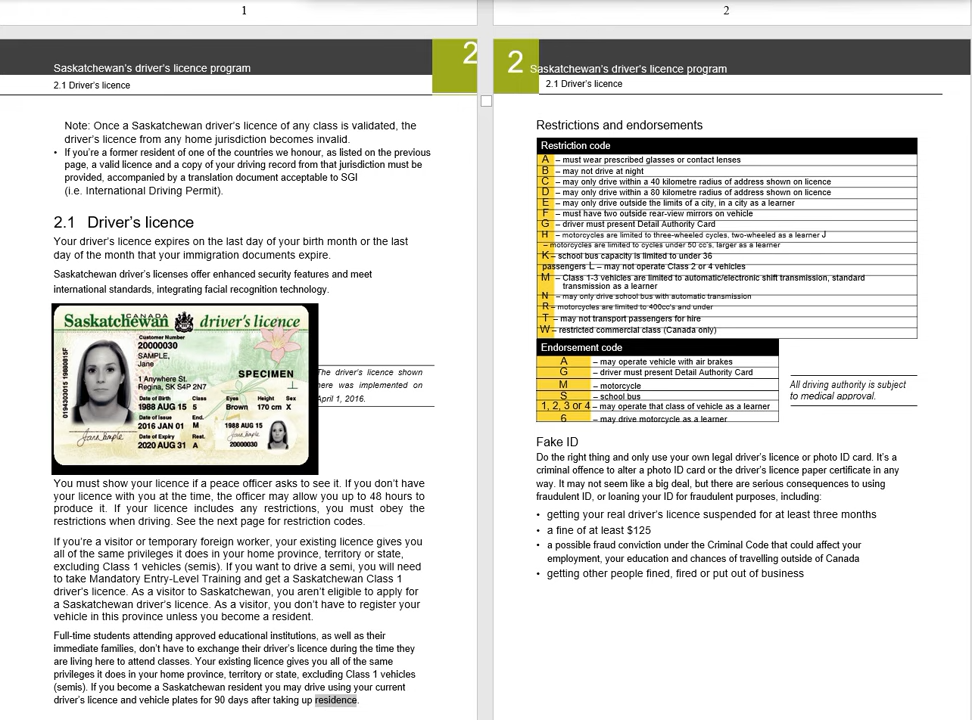 1
2
2
Saskatchewan's driver's licence program
2.1 Driver's licence
Note: Once a Saskatchewan driver's licence of any class is validated, the
driver's licence from any home jurisdiction becomes invalid.
• If you're a former resident of one of the countries we honour, as listed on the previous
page, a valid licence and a copy of your driving record from that jurisdiction must be
provided, accompanied by a translation document acceptable to SGI
(i.e. International Driving Permit).
2.1 Driver's licence
Your driver's licence expires on the last day of your birth month or the last
day of the month that your immigration documents expire.
Saskatchewan driver's licenses offer enhanced security features and meet
international standards, integrating facial recognition technology.
CANADA
Saskatchewan driver's licence
Customer Number
20000030
SAMPLE,
Jane
1 Anywhere St.
Regina, SK S4P 2N7
SPECIMEN
Date of Birth Class Eyes Height Sex
1988 AUG 15 5 Brown 170 cm X
Date of Issue End.
2016 JAN 01 M
1988 AUG 15
Date of Expiry Rest.
2020 AUG 31 A
20000030
0194303015 19880815F
Jane Sample
The driver's licence shown
here was implemented on
April 1, 2016.
You must show your licence if a peace officer asks to see it. If you don't have
your licence with you at the time, the officer may allow you up to 48 hours to
produce it. If your licence includes any restrictions, you must obey the
restrictions when driving. See the next page for restriction codes.
If you're a visitor or temporary foreign worker, your existing licence gives you
all of the same privileges it does in your home province, territory or state,
excluding Class 1 vehicles (semis). If you want to drive a semi, you will need
to take Mandatory Entry-Level Training and get a Saskatchewan Class 1
driver's licence. As a visitor to Saskatchewan, you aren't eligible to apply for
a Saskatchewan driver's licence. As a visitor, you don't have to register your
vehicle in this province unless you become a resident.
Full-time students attending approved educational institutions, as well as their
immediate families, don't have to exchange their driver's licence during the time they
are living here to attend classes. Your existing licence gives you all of the same
privileges it does in your home province, territory or state, excluding Class 1 vehicles
(semis). If you become a Saskatchewan resident you may drive using your current
driver's licence and vehicle plates for 90 days after taking up residence.
2 Saskatchewan's driver's licence program
2.1 Driver's licence
Restrictions and endorsements
Restriction code
A – must wear prescribed glasses or contact lenses
B – may not drive at night
C – may only drive within a 40 kilometre radius of address shown on licence
D – may only drive within a 80 kilometre radius of address shown on licence
E – may only drive outside the limits of a city, in a city as a learner
F – must have two outside rear-view mirrors on vehicle
G – driver must present Detail Authority Card
H – motorcycles are limited to three-wheeled cycles, two-wheeled as a learner J
– motorcycles are limited to cycles under 50 cc's, larger as a learner
K – school bus capacity is limited to under 36
passengers L – may not operate Class 2 or 4 vehicles
M – Class 1-3 vehicles are limited to automatic/electronic shift transmission, standard
transmission as a learner
N – may only drive school bus with automatic transmission
R – motorcycles are limited to 400cc's and under
T – may not transport passengers for hire
W – restricted commercial class (Canada only)
Endorsement code
A – may operate vehicle with air brakes
G – driver must present Detail Authority Card
M – motorcycle
S – school bus
1, 2, 3 or 4 – may operate that class of vehicle as a learner
6 – may drive motorcycle as a learner
All driving authority is subject
to medical approval.
Fake ID
Do the right thing and only use your own legal driver's licence or photo ID card. It's a
criminal offence to alter a photo ID card or the driver's licence paper certificate in any
way. It may not seem like a big deal, but there are serious consequences to using
fraudulent ID, or loaning your ID for fraudulent purposes, including:
• getting your real driver's licence suspended for at least three months
• a fine of at least $125
• a possible fraud conviction under the Criminal Code that could affect your
employment, your education and chances of travelling outside of Canada
• getting other people fined, fired or put out of business